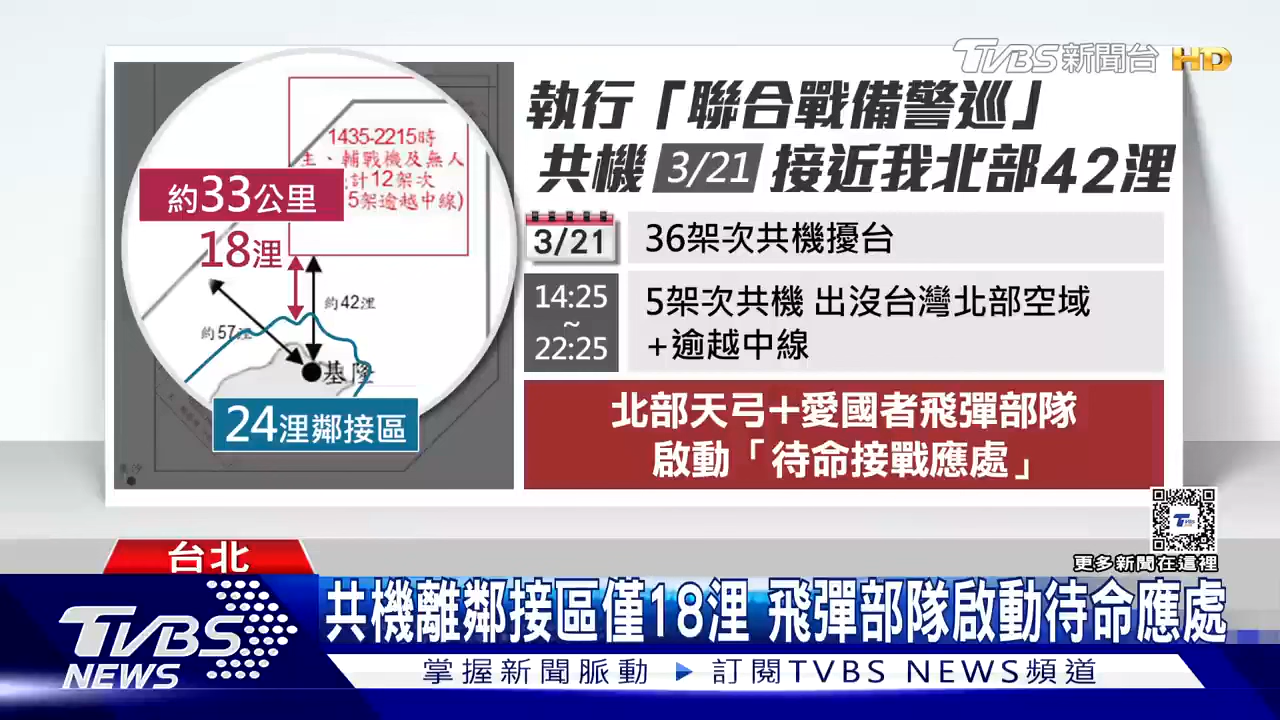 TVBS新聞台 HD
執行「聯合戰備警巡」
共機 3/21 接近我北部42浬
1435-2215時
主、輔戰機及無人
計12架次
5架逾越中線)
約33公里
18浬
約42浬
約57浬
基隆
24浬鄰接區
3/21
36架次共機擾台
14:25
~
22:25
5架次共機 出沒台灣北部空域
+逾越中線
北部天弓+愛國者飛彈部隊
啟動「待命接戰應處」
更多新聞在這裡
台北
共機離鄰接區僅18浬 飛彈部隊啟動待命應處
TVBS
NEWS
掌握新聞脈動 ▶ 訂閱TVBS NEWS頻道